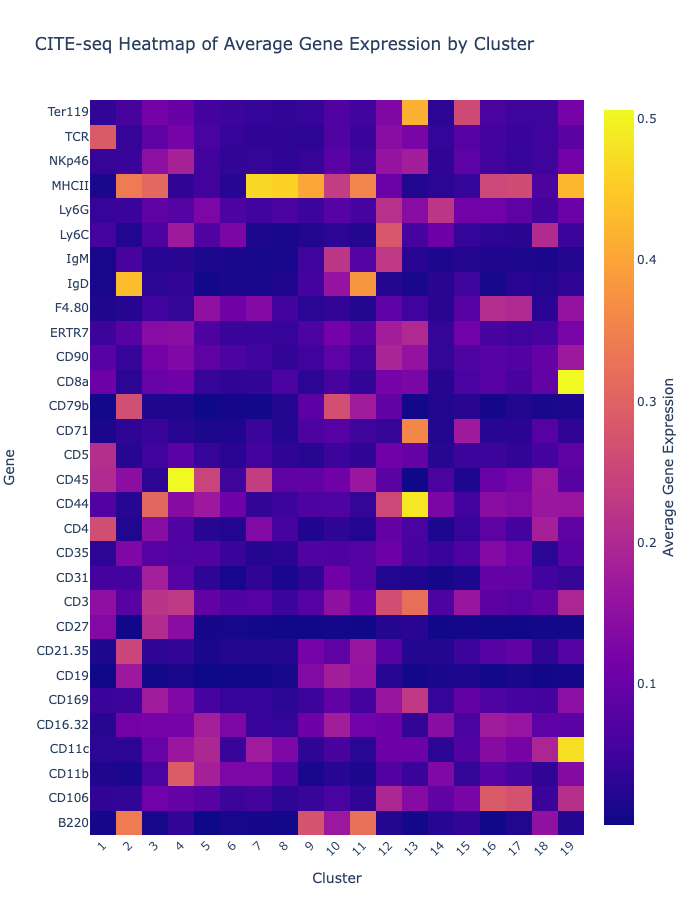 CITE-seq Heatmap of Average Gene Expression by Cluster
Ter119
TCR
NKp46
MHCII
Ly6G
Ly6C
IgM
IgD
F4.80
ERTR7
CD90
CD8a
CD79b
CD71
CD5
CD45
CD44
CD4
CD35
CD31
CD3
CD27
CD21.35
CD19
CD169
CD16.32
CD11c
CD11b
CD106
B220
Gene
1 2 3 4 5 6 7 8 9 10 11 12 13 14 15 16 17 18 19
Cluster
0.5
0.4
0.3
0.2
0.1
Average Gene Expression